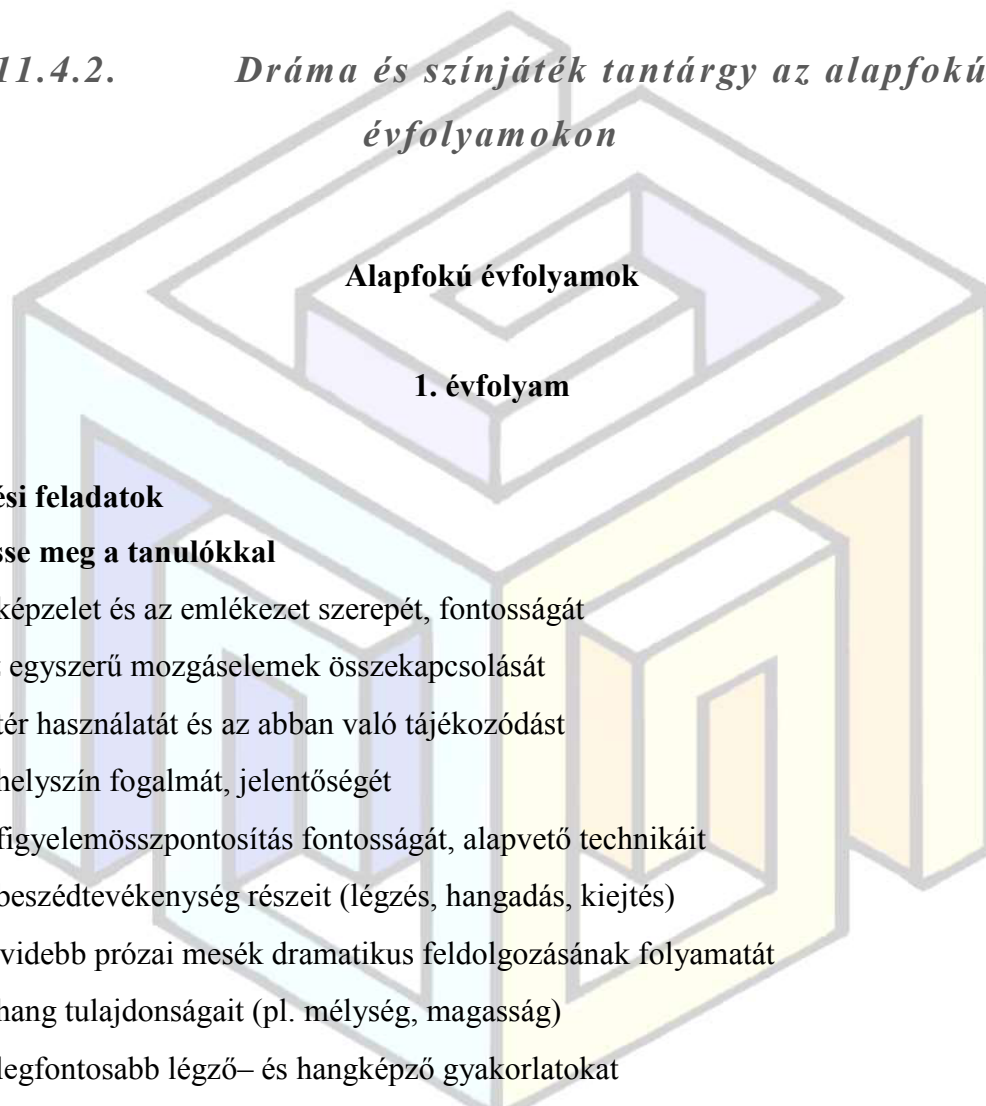 11.4.2. Dráma és színjáték tantárgy az alapfokú
évfolyamokon
Alapfokú évfolyamok
1. évfolyam
feladatok
meg a tanulókkal
képzelet és az emlékezet szerepét, fontosságát
egyszerű mozgáselemek összekapcsolását
tér használatát és az abban való tájékozódást
helyszín fogalmát, jelentőségét
figyelemösszpontosítás fontosságát, alapvető technikáit
beszédtevékenység részeit (légzés, hangadás, kiejtés)
prózai mesék dramatikus feldolgozásának folyamatát
hang tulajdonságait (pl. mélység, magasság)
legfontosabb légző– és hangképző gyakorlatokat